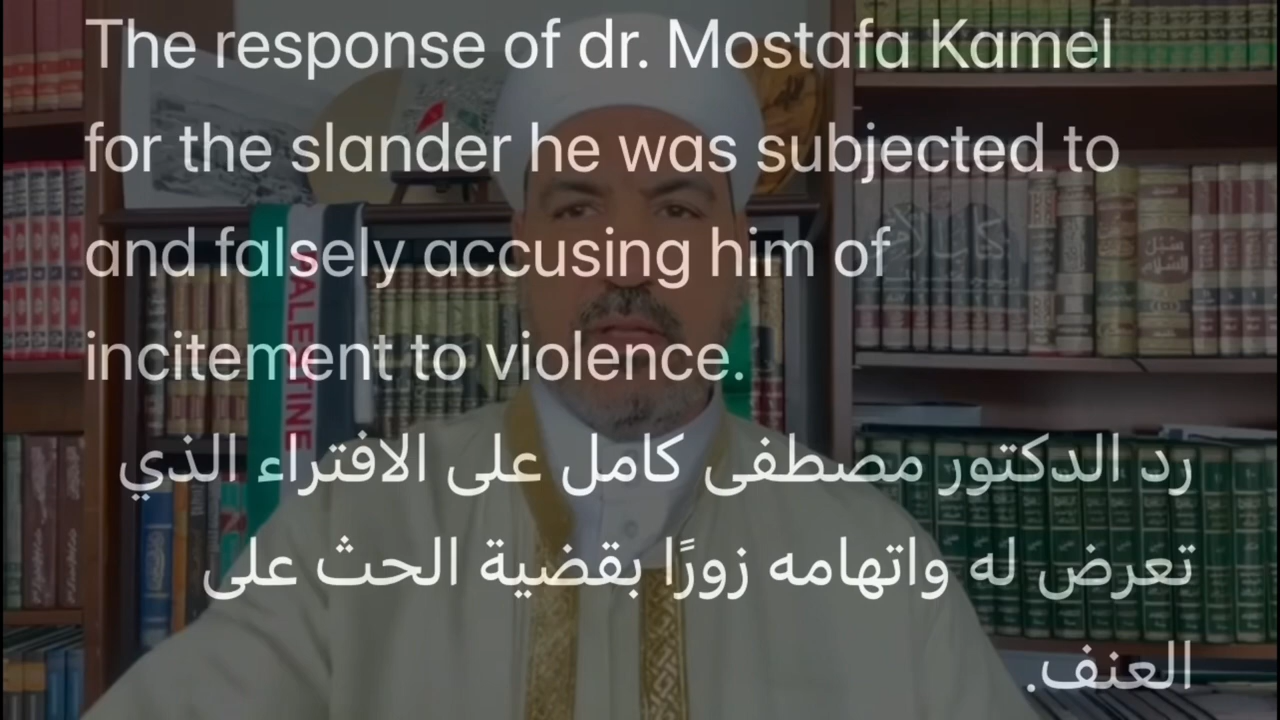 The response of dr. Mostafa Kamel
for the slander he was subjected to
and falsely accusing him of
incitement to violence.
رد الدكتور مصطفى كامل على الافتراء الذي
تعرض له واتهامه زورًا بقضية الحث على
العنف.
PALESTINE